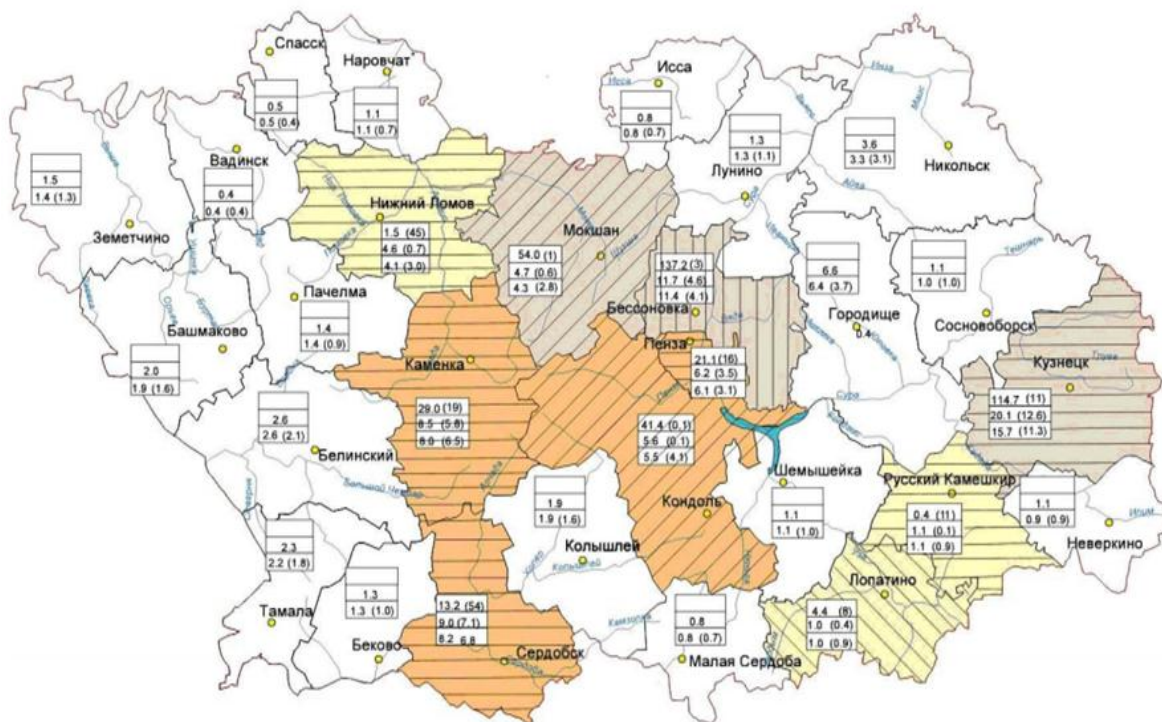 Спасск
0.5
0.5 (0.4)
Наровчат
1.1
1.1 (0.7)
Исса
Исса
0.8
0.8 (0.7)
1.3
1.3 (1.1)
Лунино
Инза
3.6
3.3 (3.1)
Айва
Никольск
1.5
1.4 (1.3)
Земетчино
Вадинск
0.4
0.4 (0.4)
Нижний Ломов
1.5 (45)
4.6 (0.7)
4.1 (3.0)
Мокшан
54.0 (1)
4.7 (0.6)
4.3 (2.8)
137.2 (3)
11.7 (4.6)
11.4 (4.1)
Бессоновка
6.6
6.4 (3.7)
Городище
0.4
1.1
1.0 (1.0)
Сосновоборск
Пачелма
1.4
1.4 (0.9)
Башмаково
2.0
1.9 (1.6)
Каменка
29.0 (19)
8.5 (5.8)
8.0 (6.5)
Пенза
21.1 (16)
6.2 (3.5)
6.1 (3.1)
Сура
Кузнецк
114.7 (11)
20.1 (12.6)
15.7 (11.3)
2.6
2.6 (2.1)
Белинский
41.4 (0.1)
5.6 (0.1)
5.5 (4.1)
Кондоль
Шемышейка
1.1
1.1 (1.0)
Русский Камешкир
0.4 (11)
1.1 (0.1)
1.1 (0.9)
1.1
0.9 (0.9)
Неверкино
1.9
1.9 (1.6)
Колышлей
Колышлей
2.3
2.2 (1.8)
Тамала
1.3
1.3 (1.0)
Беково
13.2 (54)
9.0 (7.1)
8.2 6.8
Сердобск
0.8
0.8 (0.7)
Малая Сердоба
Лопатино
4.4 (8)
1.0 (0.4)
1.0 (0.9)